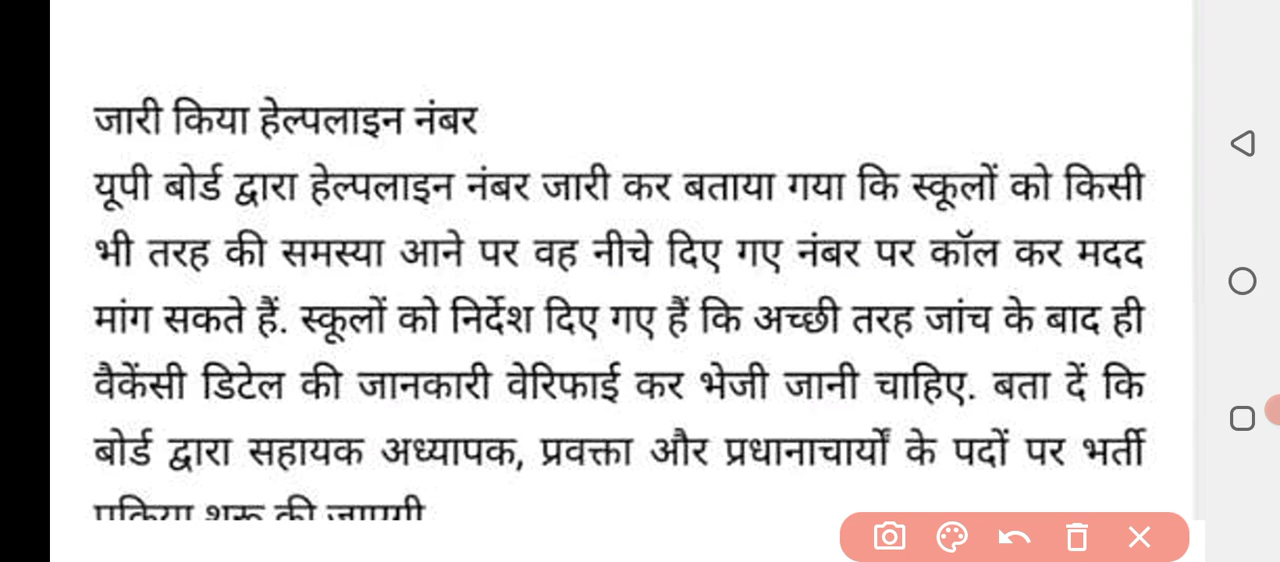 जारी किया हेल्पलाइन नंबर
यूपी बोर्ड द्वारा हेल्पलाइन नंबर जारी कर बताया गया कि स्कूलों को किसी
भी तरह की समस्या आने पर वह नीचे दिए गए नंबर पर कॉल कर मदद
मांग सकते हैं. स्कूलों को निर्देश दिए गए हैं कि अच्छी तरह जांच के बाद ही
वैकेंसी डिटेल की जानकारी वेरिफाई कर भेजी जानी चाहिए. बता दें कि
बोर्ड द्वारा सहायक अध्यापक, प्रवक्ता और प्रधानाचार्यों के पदों पर भर्ती